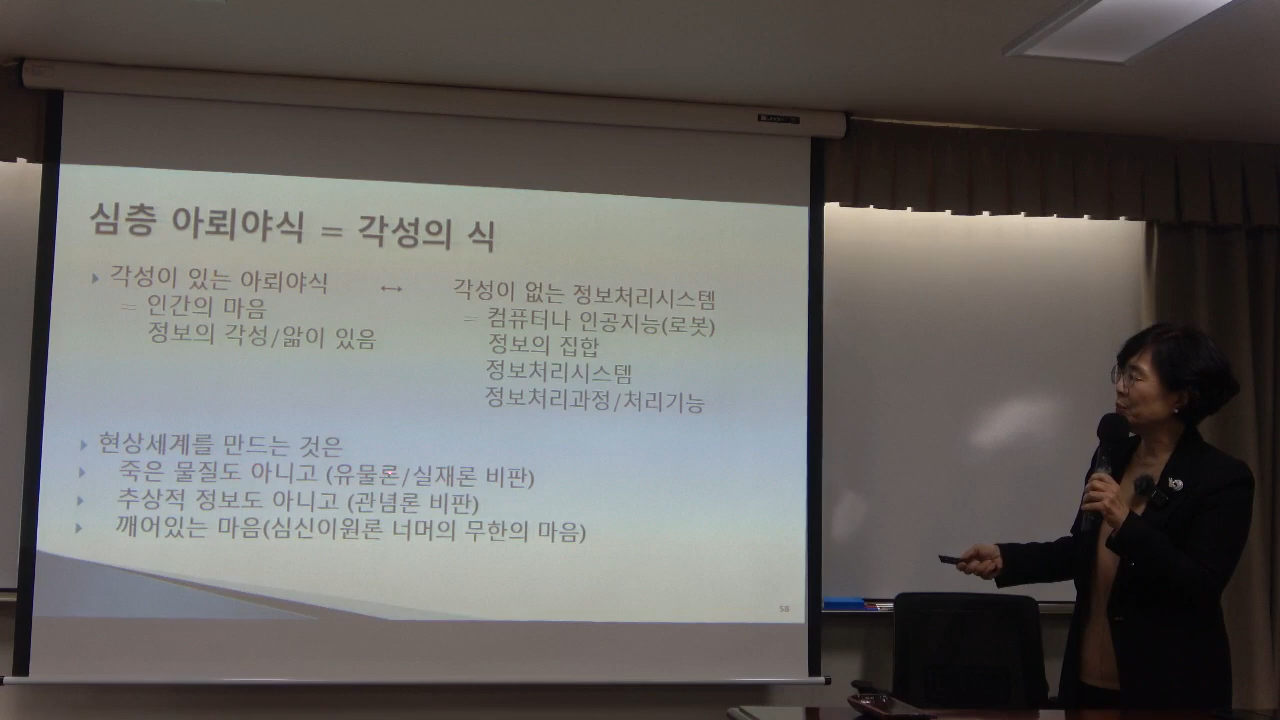 심층 아뢰야식 = 각성의 식
각성이 있는 아뢰야식 ↔ 각성이 없는 정보처리시스템
= 인간의 마음 = 컴퓨터나 인공지능(로봇)
정보의 각성/앎이 있음 정보의 집합
정보처리시스템
정보처리과정/처리기능
현상세계를 만드는 것은
죽은 물질도 아니고 (유물론/실재론 비판)
추상적 정보도 아니고 (관념론 비판)
깨어있는 마음(심신이원론 너머의 무한의 마음)
58